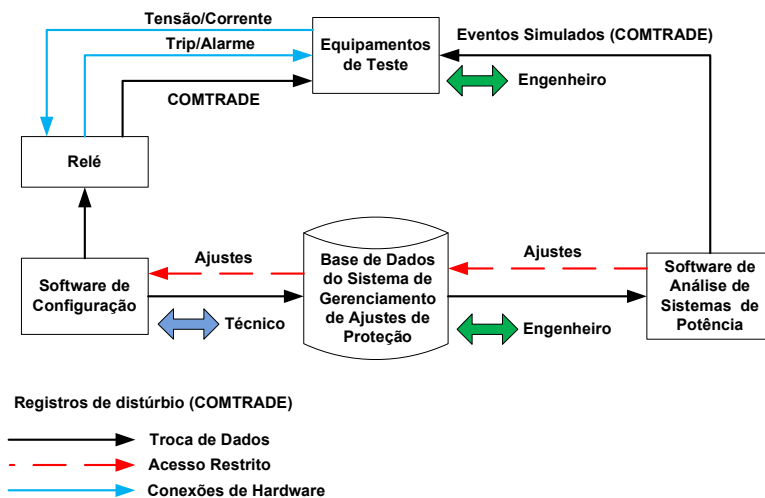 Tensão/Corrente
Trip/Alarme
COMTRADE
Equipamentos
de Teste
Eventos Simulados (COMTRADE)
Engenheiro
Relé
Ajustes
Software de
Configuração
Técnico
Base de Dados
do Sistema de
Gerenciamento
de Ajustes de
Proteção
Ajustes
Engenheiro
Software de
Análise de
Sistemas de
Potência
Registros de distúrbio (COMTRADE)
Troca de Dados
Acesso Restrito
Conexões de Hardware